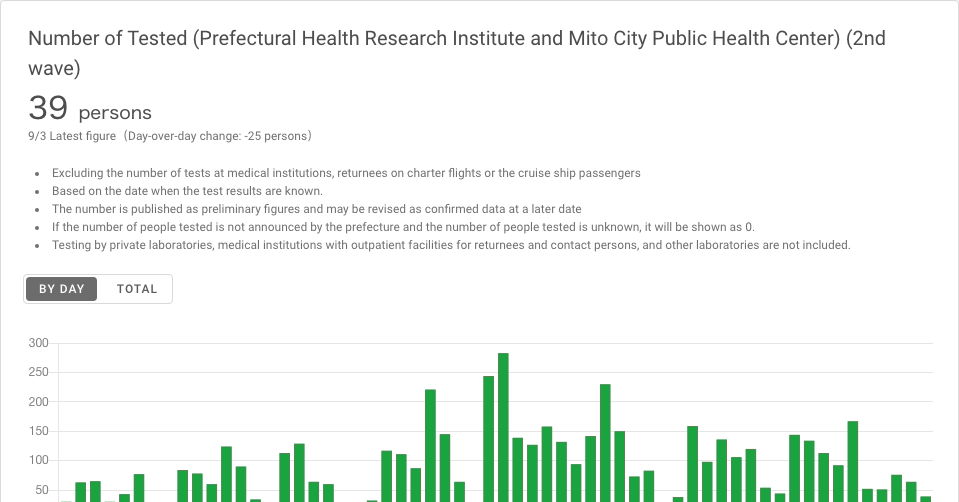 Number of Tested (Prefectural Health Research Institute and Mito City Public Health Center) (2nd
wave)
39 persons
9/3 Latest figure（Day-over-day change: -25 persons）
• Excluding the number of tests at medical institutions, returnees on charter flights or the cruise ship passengers
• Based on the date when the test results are known.
• The number is published as preliminary figures and may be revised as confirmed data at a later date
• If the number of people tested is not announced by the prefecture and the number of people tested is unknown, it will be shown as 0.
• Testing by private laboratories, medical institutions with outpatient facilities for returnees and contact persons, and other laboratories are not included.
BY DAY TOTAL
300
250
200
150
100
50